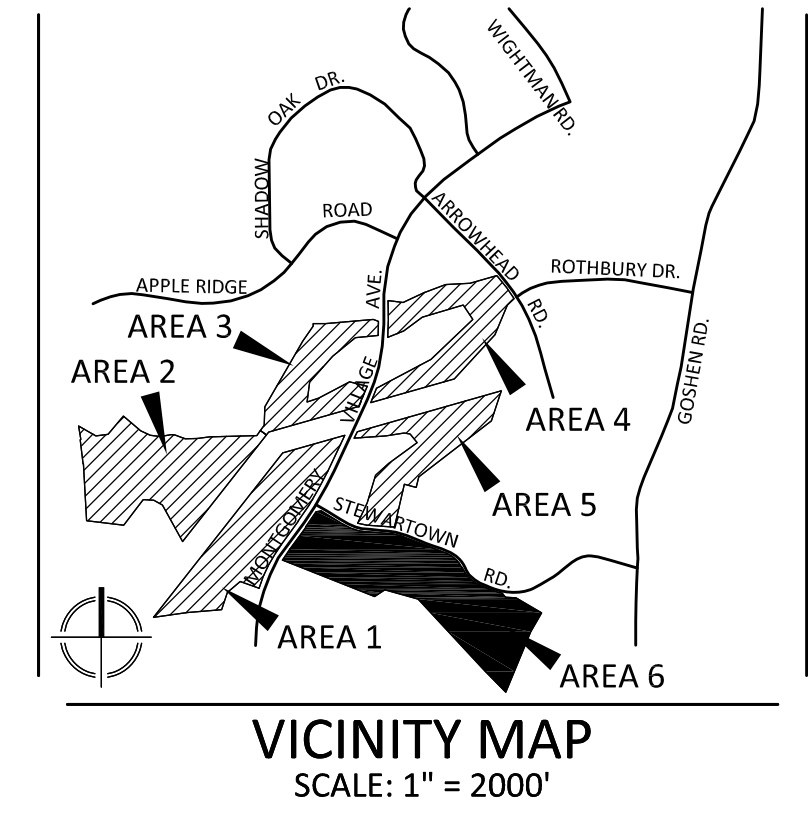 WIGHTMAN RD.
SHADOW OAK DR.
APPLE RIDGE ROAD
ARROWHEAD RD.
ROTHBURY DR.
GOSHEN RD.
MONTGOMERY VILLAGE AVE.
AREA 3
AREA 2
AREA 4
AREA 5
STEWARTOWN RD.
AREA 1
AREA 6
VICINITY MAP
SCALE: 1" = 2000'